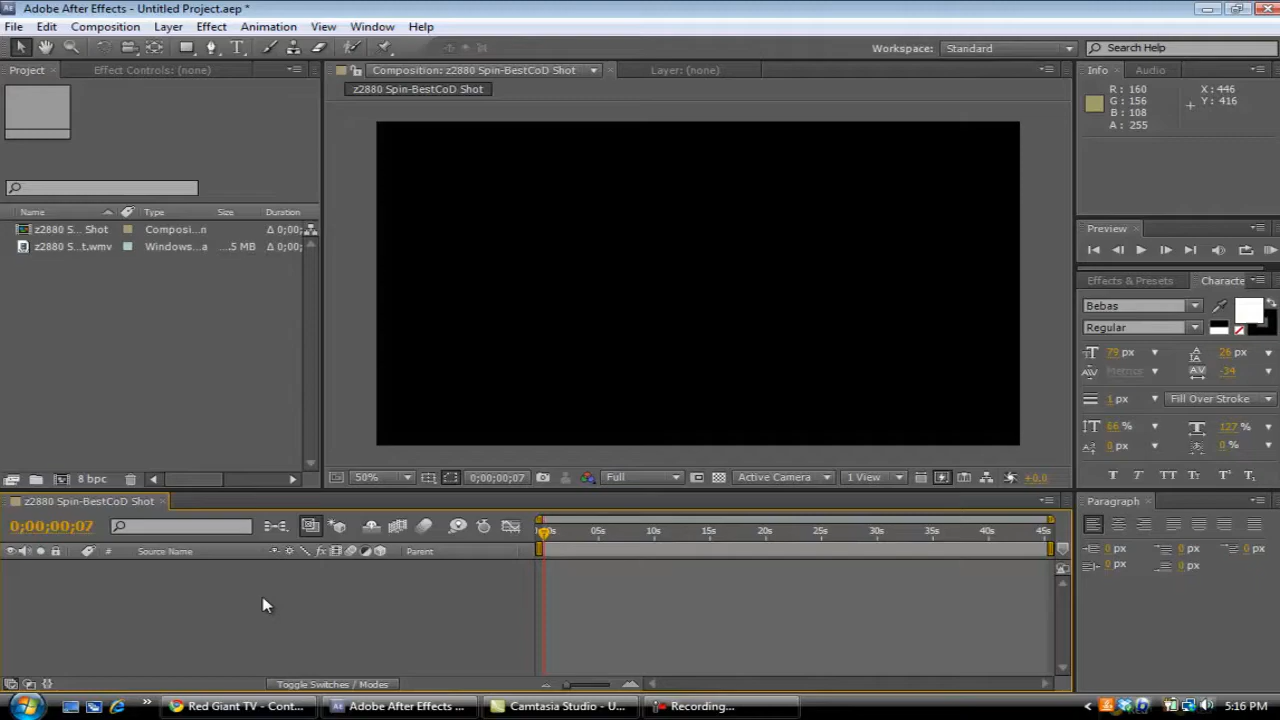 Adobe After Effects - Untitled Project.aep *
File Edit Composition Layer Effect Animation View Window Help
Workspace: Standard Search Help
Project Effect Controls: (none) Composition: z2880 Spin-BestCoD Shot Layer: (none) Info Audio
z2880 Spin-BestCoD Shot
R : 160 X : 446
G : 156 Y : 416
B : 108
A : 255
Name Type Size Duration
z2880 S... Shot Composi...n Δ 0;00;
z2880 S...t.wmv Windows...a ....5 MB Δ 0;00;
Preview
Effects & Presets Characte
Bebas
Regular
79 px 26 px
Metrics -34
1 px Fill Over Stroke
66 % 127 %
0 px 0 %
T T TT Tt T¹ T₁
8 bpc 50% 0;00;00;07 Full Active Camera 1 View +0.0
z2880 Spin-BestCoD Shot Paragraph
0;00;00;07
00s 05s 10s 15s 20s 25s 30s 35s 40s 45s
# Source Name fx Parent
0 px 0 px 0 px
0 px 0 px
Toggle Switches / Modes
Red Giant TV - Cont... Adobe After Effects ... Camtasia Studio - U... Recording... 5:16 PM